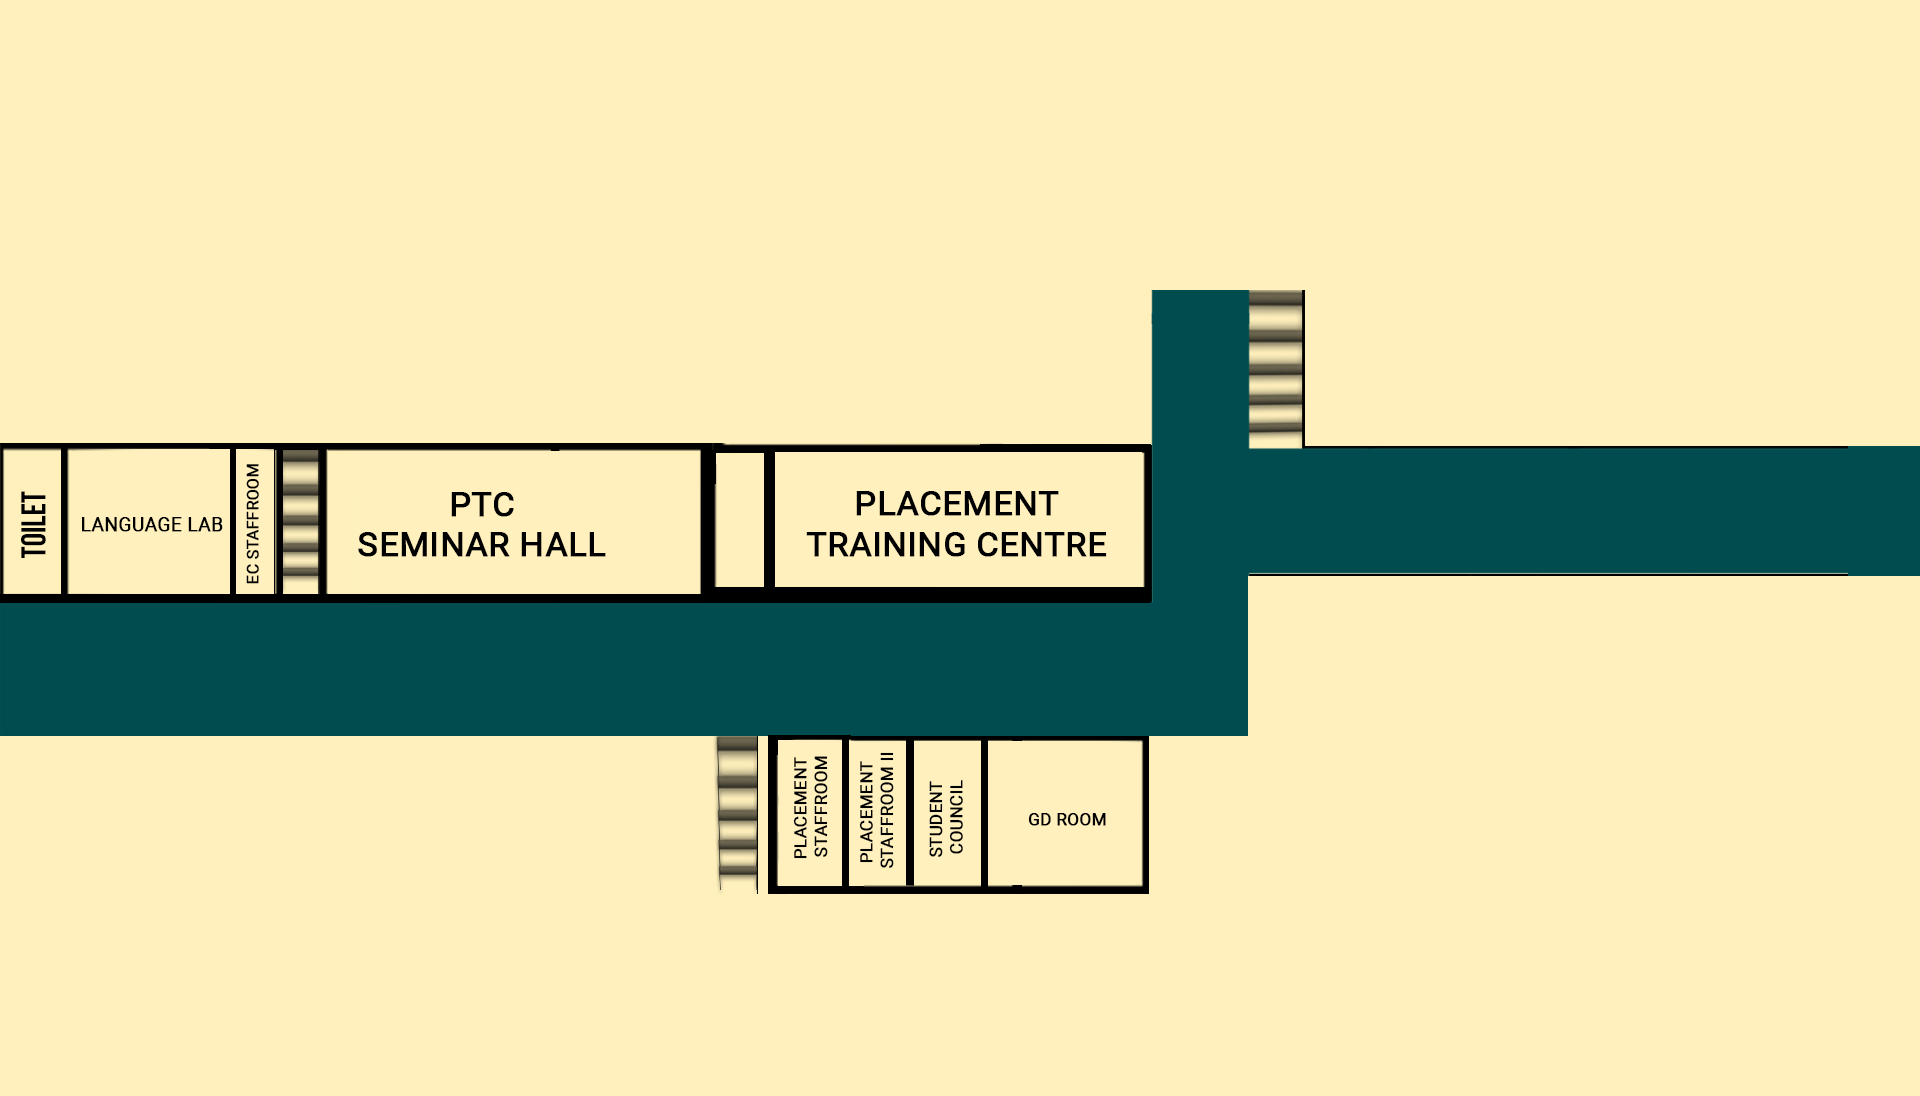 TOILET
LANGUAGE LAB
EC STAFFROOM
PTC
SEMINAR HALL
PLACEMENT
TRAINING CENTRE
PLACEMENT
STAFFROOM
PLACEMENT
STAFFROOM II
STUDENT
COUNCIL
GD ROOM